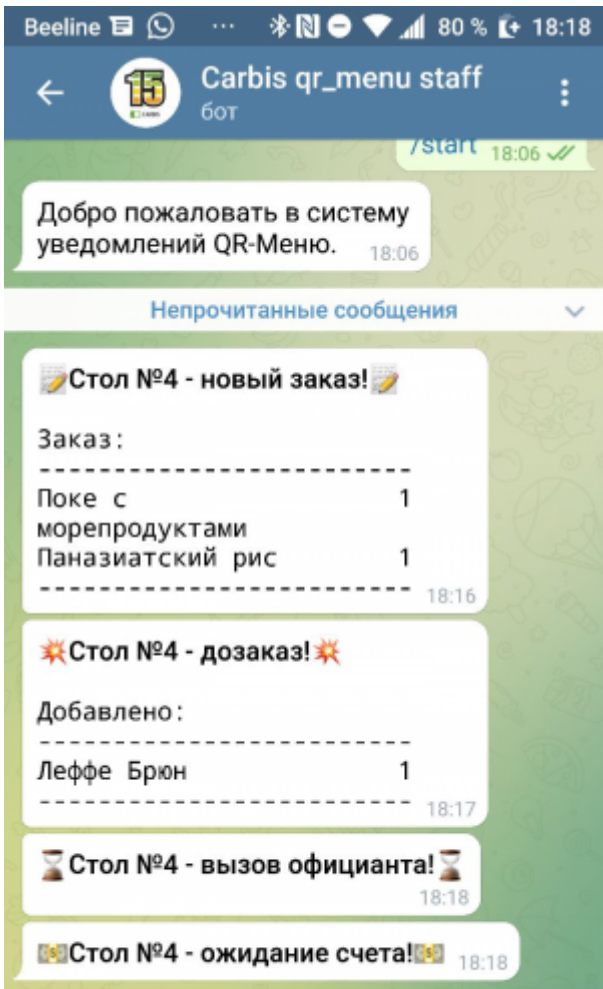 Beeline 80 % 18:18
15
Carbis qr_menu staff
бот
/start 18:06
Добро пожаловать в систему
уведомлений QR-Меню. 18:06
Непрочитанные сообщения
Стол №4 - новый заказ!
Заказ:
--------------------------
Поке с 1
морепродуктами
Паназиатский рис 1
--------------------------
18:16
Стол №4 - дозаказ!
Добавлено:
--------------------------
Леффе Брюн 1
--------------------------
18:17
Стол №4 - вызов официанта!
18:18
Стол №4 - ожидание счета! 18:18